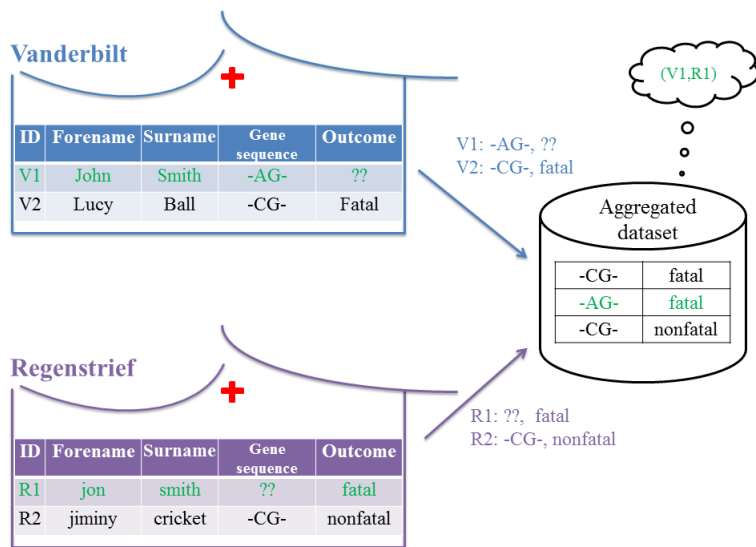 Vanderbilt
ID Forename Surname Gene sequence Outcome
V1 John Smith -AG- ??
V2 Lucy Ball -CG- Fatal
V1: -AG-, ??
V2: -CG-, fatal
(V1,R1)
Aggregated
dataset
-CG- fatal
-AG- fatal
-CG- nonfatal
Regenstrief
ID Forename Surname Gene sequence Outcome
R1 jon smith ?? fatal
R2 jiminy cricket -CG- nonfatal
R1: ??, fatal
R2: -CG-, nonfatal